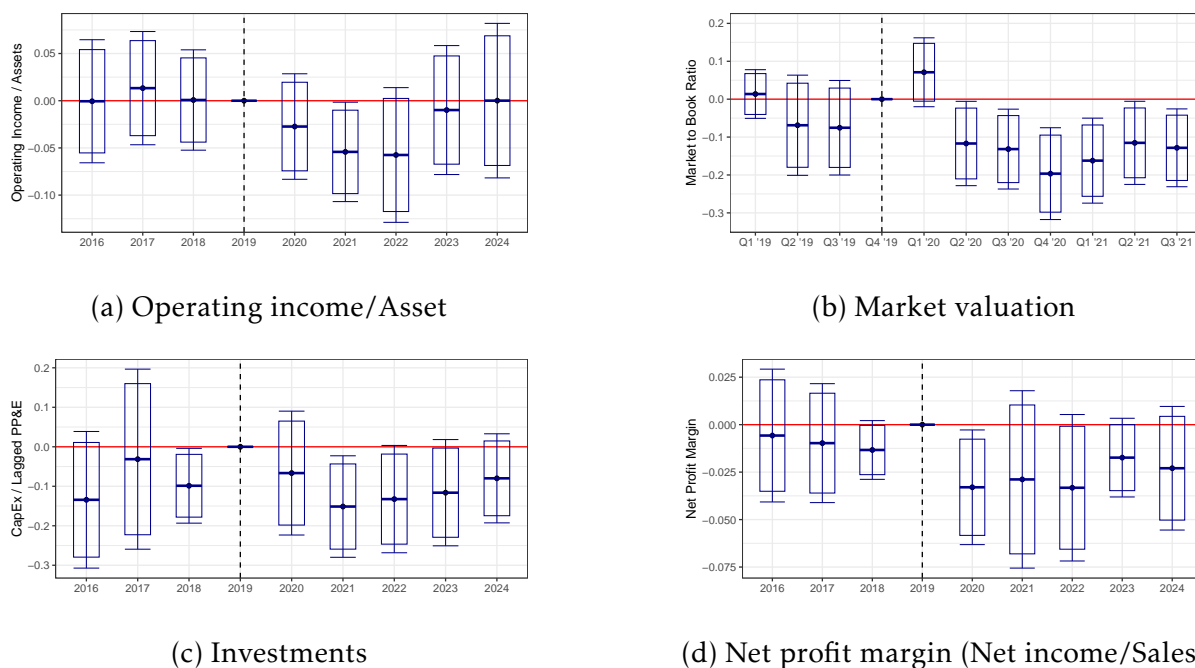 Operating Income / Assets
0.05
0.00
−0.05
−0.10
2016 2017 2018 2019 2020 2021 2022 2023 2024
(a) Operating income/Asset
Market to Book Ratio
0.2
0.1
0.0
−0.1
−0.2
−0.3
Q1 '19 Q2 '19 Q3 '19 Q4 '19 Q1 '20 Q2 '20 Q3 '20 Q4 '20 Q1 '21 Q2 '21 Q3 '21
(b) Market valuation
CapEx / Lagged PP&E
0.2
0.1
0.0
−0.1
−0.2
−0.3
2016 2017 2018 2019 2020 2021 2022 2023 2024
(c) Investments
Net Profit Margin
0.025
0.000
−0.025
−0.050
−0.075
2016 2017 2018 2019 2020 2021 2022 2023 2024
(d) Net profit margin (Net income/Sales